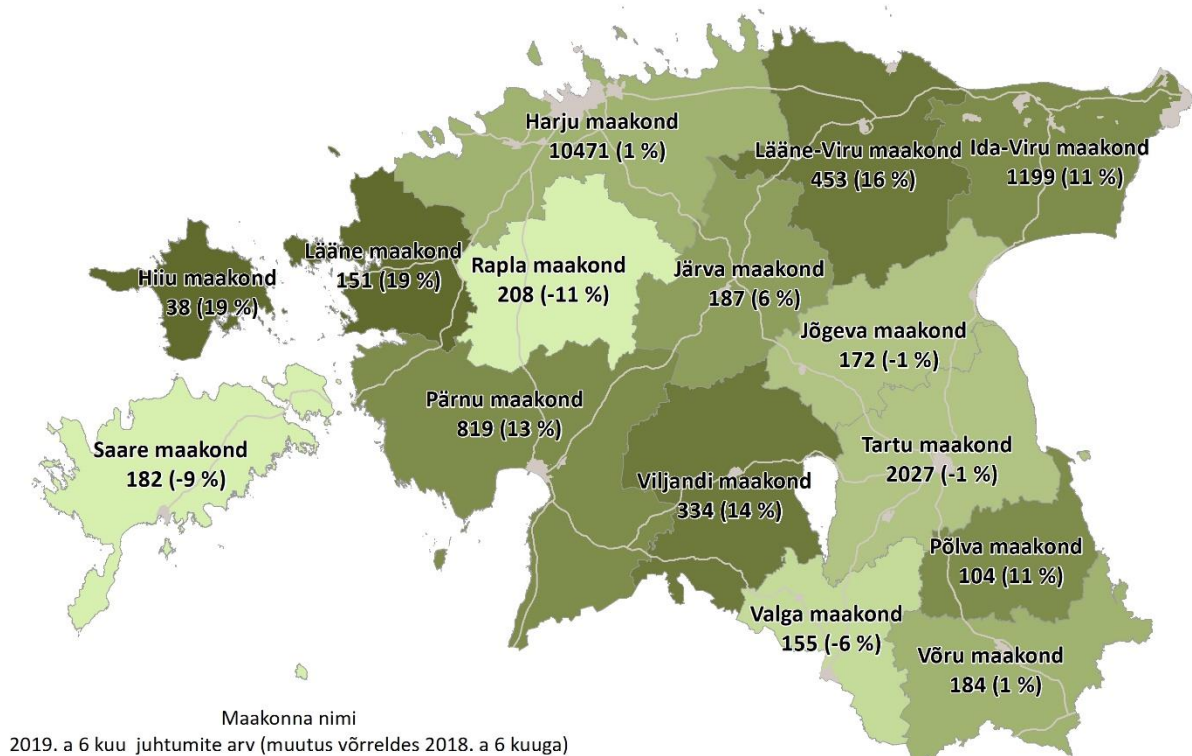 Harju maakond
10471 (1 %)
Lääne-Viru maakond
453 (16 %)
Ida-Viru maakond
1199 (11 %)
Hiiu maakond
38 (19 %)
Lääne maakond
151 (19 %)
Rapla maakond
208 (-11 %)
Järva maakond
187 (6 %)
Jõgeva maakond
172 (-1 %)
Saare maakond
182 (-9 %)
Pärnu maakond
819 (13 %)
Viljandi maakond
334 (14 %)
Tartu maakond
2027 (-1 %)
Põlva maakond
104 (11 %)
Valga maakond
155 (-6 %)
Võru maakond
184 (1 %)
Maakonna nimi
2019. a 6 kuu juhtumite arv (muutus võrreldes 2018. a 6 kuuga)